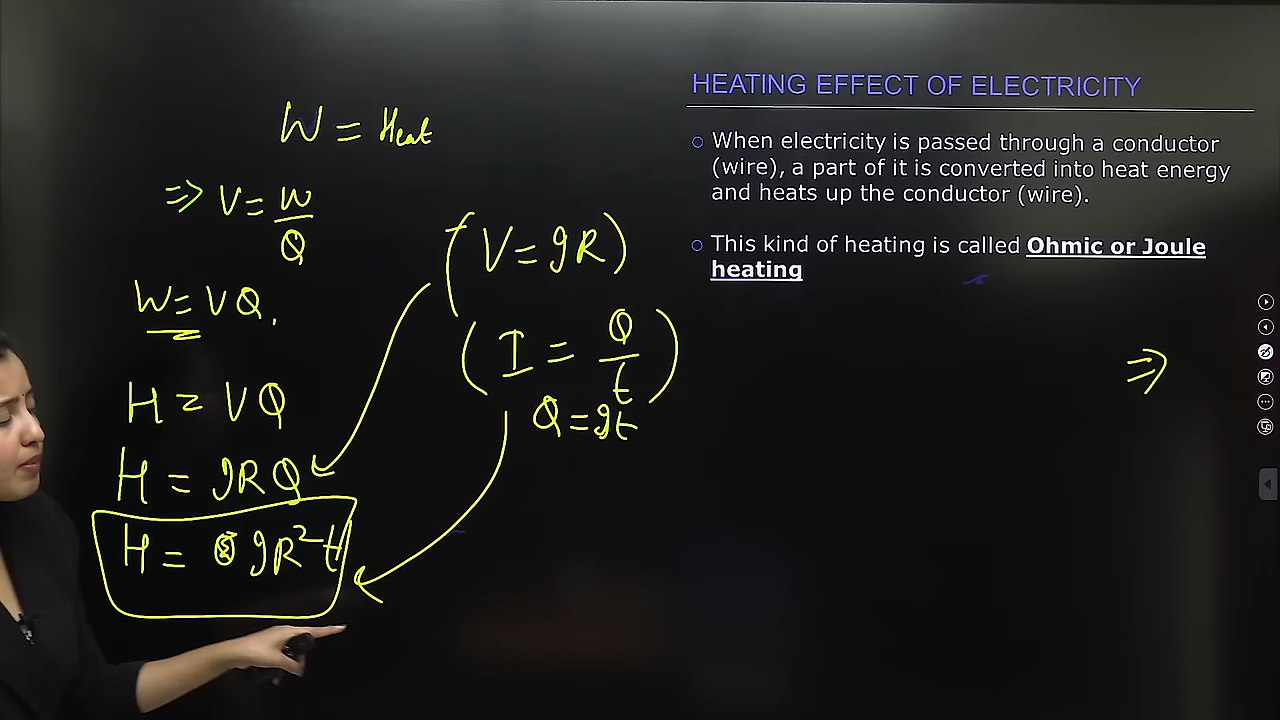 W = Heat
⇒ V = W/Q
W = VQ.
H = VQ
H = IRQ
H = IR²t
(V = IR)
(I = Q/t)
Q = It
HEATING EFFECT OF ELECTRICITY
When electricity is passed through a conductor
(wire), a part of it is converted into heat energy
and heats up the conductor (wire).
This kind of heating is called Ohmic or Joule
heating
⇒